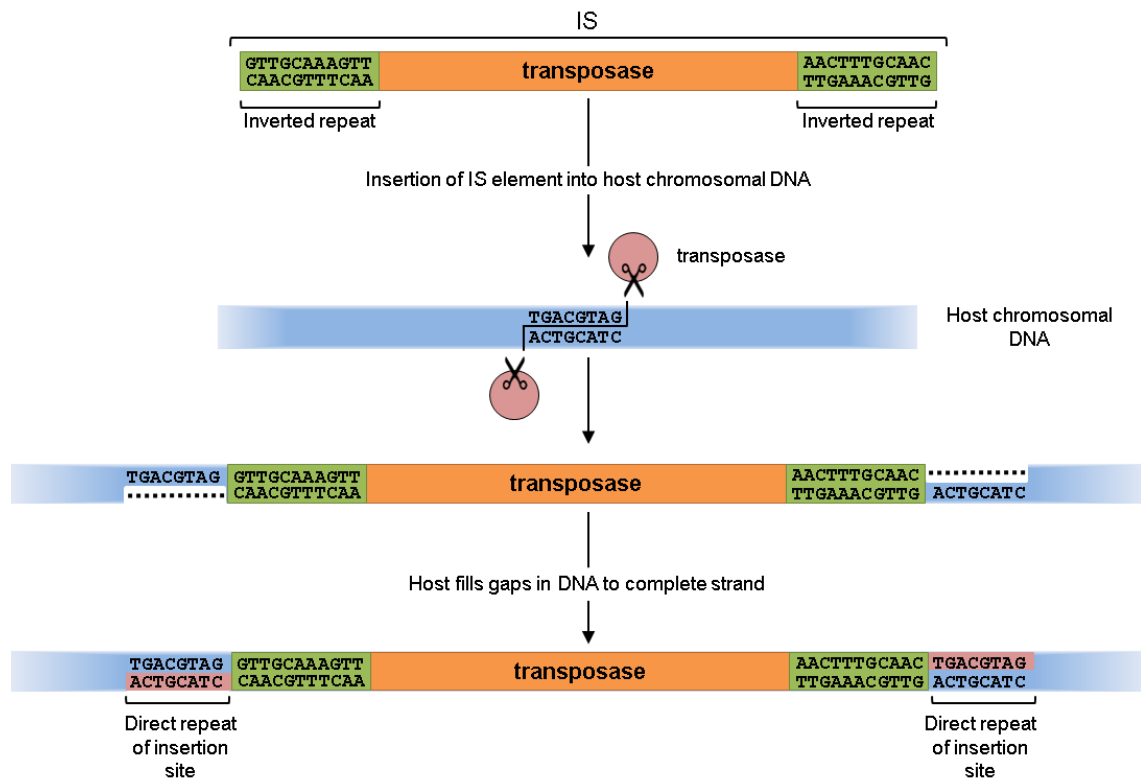 IS
GTTGCAAAGTT
CAACGTTTCAA
transposase
AACTTTGCAAC
TTGAAACGTTG
Inverted repeat
Inverted repeat
Insertion of IS element into host chromosomal DNA
transposase
TGACGTAG
ACTGCATC
Host chromosomal
DNA
TGACGTAG
GTTGCAAAGTT
CAACGTTTCAA
transposase
AACTTTGCAAC
TTGAAACGTTG
ACTGCATC
Host fills gaps in DNA to complete strand
TGACGTAG
ACTGCATC
GTTGCAAAGTT
CAACGTTTCAA
transposase
AACTTTGCAAC
TTGAAACGTTG
TGACGTAG
ACTGCATC
Direct repeat
of insertion
site
Direct repeat
of insertion
site